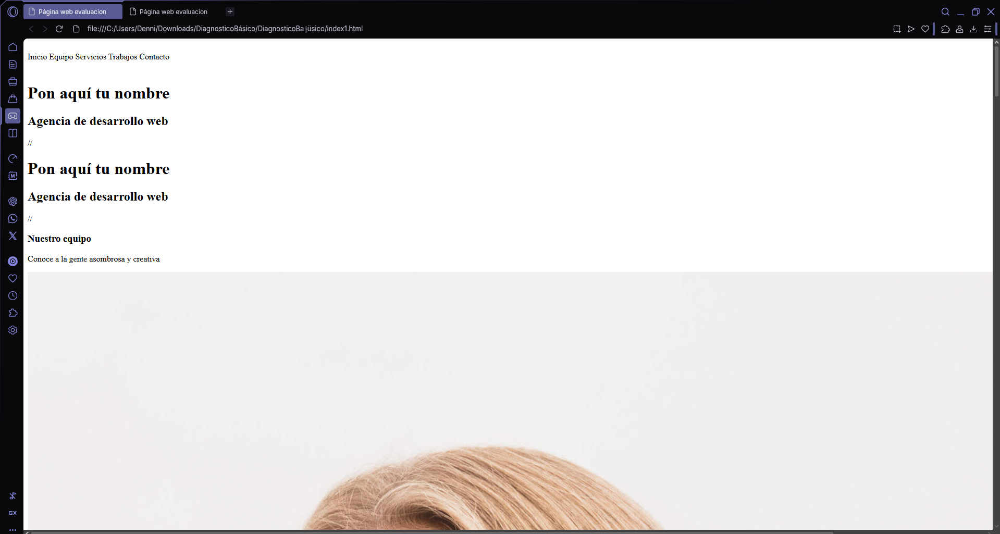 Página web evaluacion
Página web evaluacion
file:///C:/Users/Denni/Downloads/DiagnosticoBásico/DiagnosticoBa╠üsico/index1.html
Inicio Equipo Servicios Trabajos Contacto
Pon aquí tu nombre
Agencia de desarrollo web
//
Pon aquí tu nombre
Agencia de desarrollo web
//
Nuestro equipo
Conoce a la gente asombrosa y creativa
M
GX